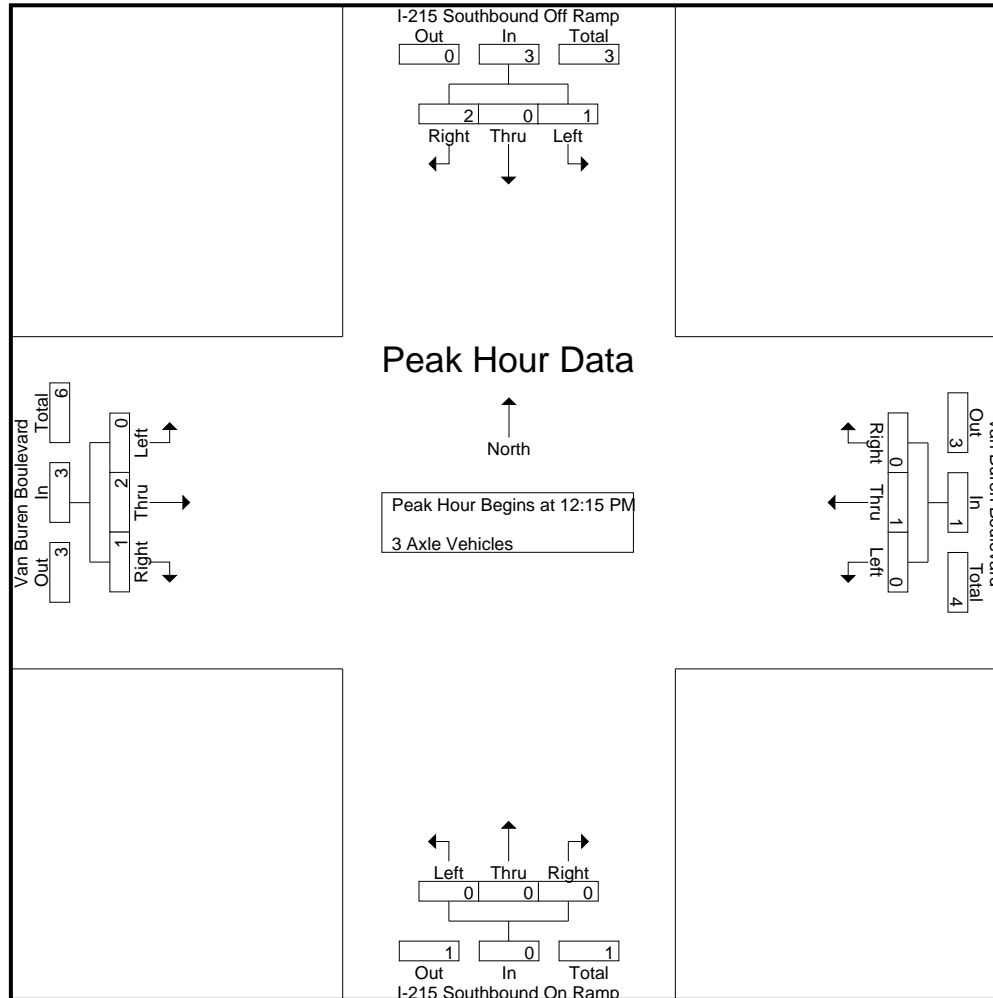 I-215 Southbound Off Ramp
Out In Total
0 3 3
2 0 1
Right Thru Left
Peak Hour Data
North
Peak Hour Begins at 12:15 PM
3 Axle Vehicles
Van Buren Boulevard
Out In Total
3 3 6
Left Thru Right
0 2 1
Out In Total
3 1 4
Right Thru Left
0 1 0
Left Thru Right
0 0 0
1 0 1
Out In Total
I-215 Southbound On Ramp